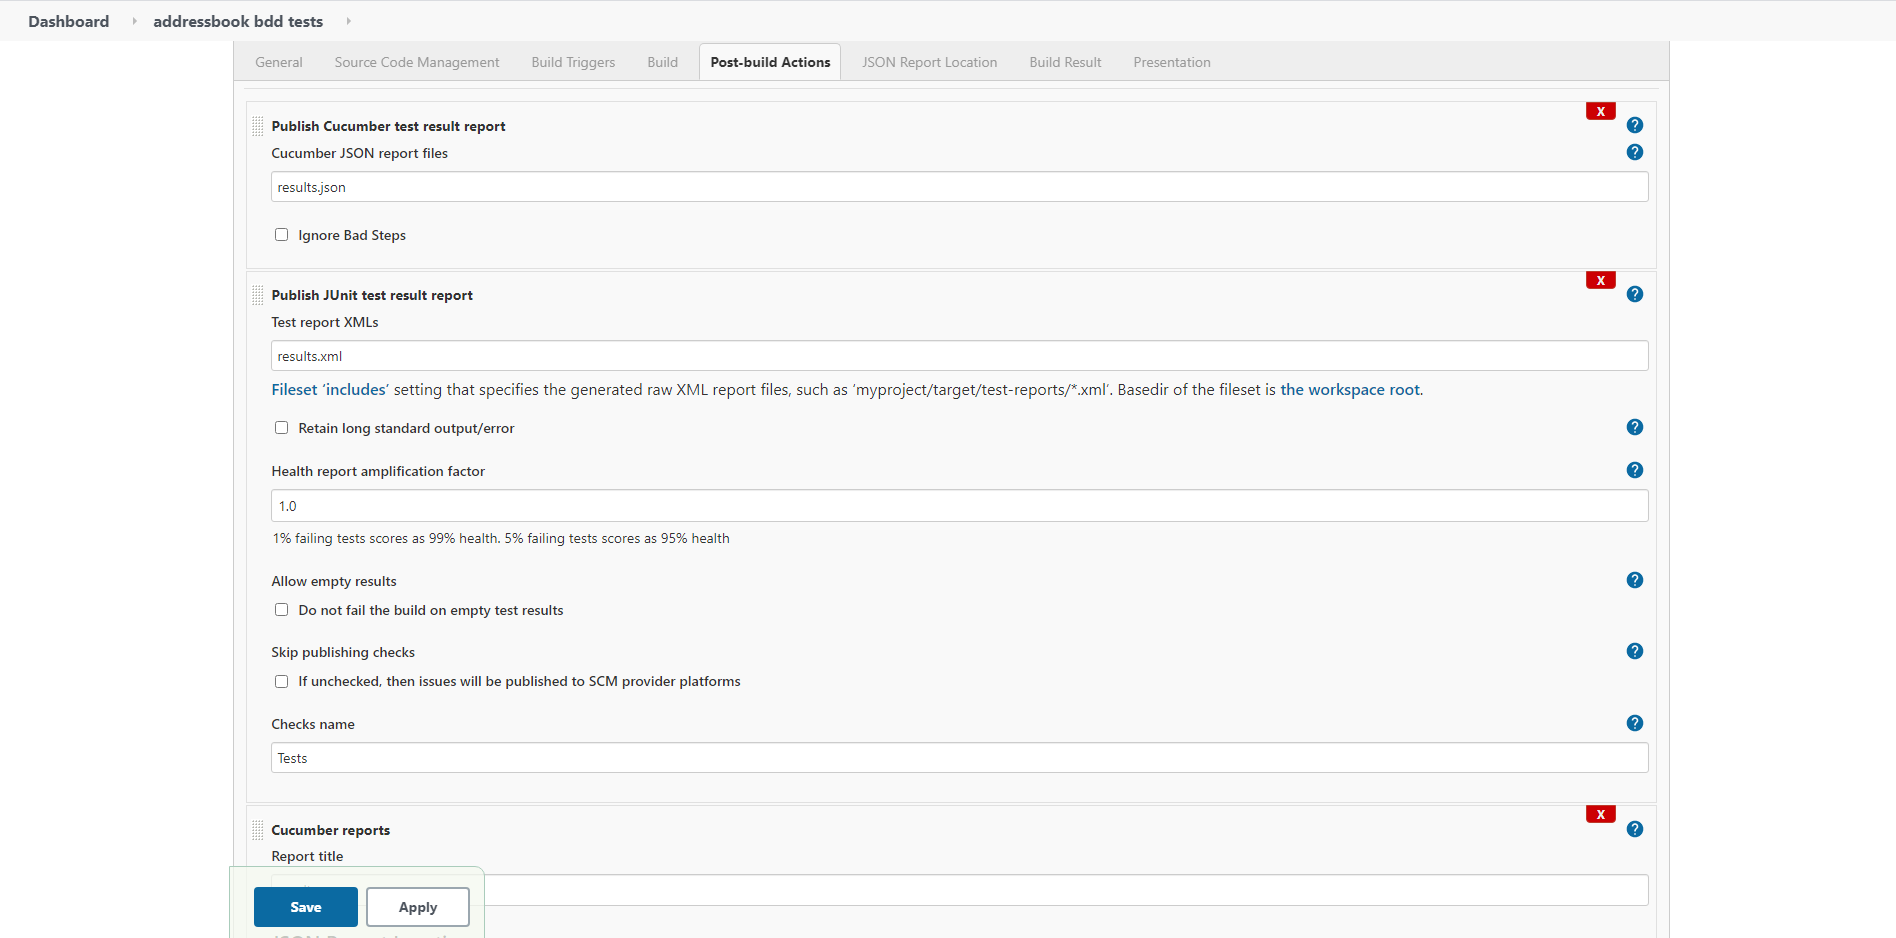 Dashboard addressbook bdd tests
General Source Code Management Build Triggers Build Post-build Actions JSON Report Location Build Result Presentation
X
Publish Cucumber test result report ?
Cucumber JSON report files ?
results.json
Ignore Bad Steps
X
Publish JUnit test result report ?
Test report XMLs
results.xml
Fileset ‘includes’ setting that specifies the generated raw XML report files, such as ‘myproject/target/test-reports/*.xml’. Basedir of the fileset is the workspace root.
Retain long standard output/error ?
Health report amplification factor ?
1.0
1% failing tests scores as 99% health. 5% failing tests scores as 95% health
Allow empty results ?
Do not fail the build on empty test results
Skip publishing checks ?
If unchecked, then issues will be published to SCM provider platforms
Checks name ?
Tests
X
Cucumber reports ?
Report title
Save Apply